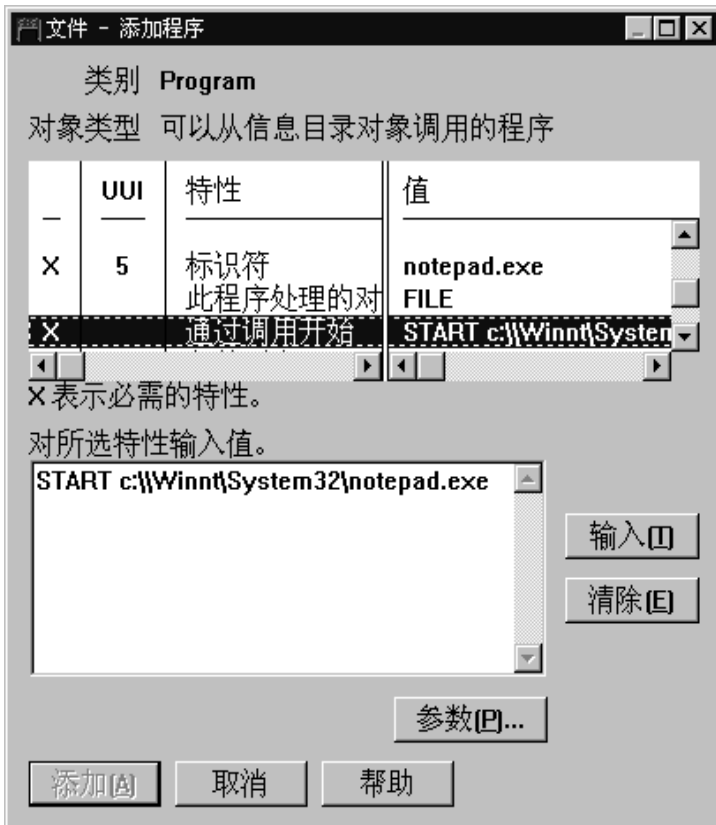 文件 - 添加程序
类别 Program
对象类型 可以从信息目录对象调用的程序
_ UUI 特性 值
X 5 标识符 notepad.exe
此程序处理的对 FILE
X 通过调用开始 START c:\\Winnt\System
X 表示必需的特性。
对所选特性输入值。
START c:\\Winnt\System32\notepad.exe
输入(I)
清除(E)
参数(P)...
添加(A) 取消 帮助